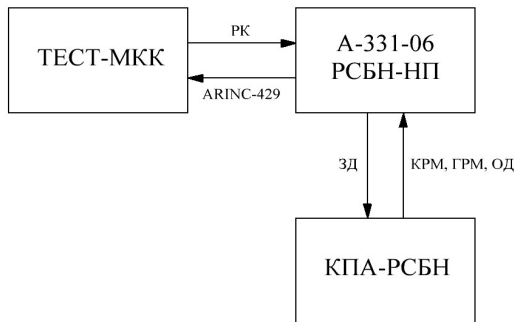 ТЕСТ-МКК
РК
ARINC-429
А-331-06
РСБН-НП
ЗД
КРМ, ГРМ, ОД
КПА-РСБН